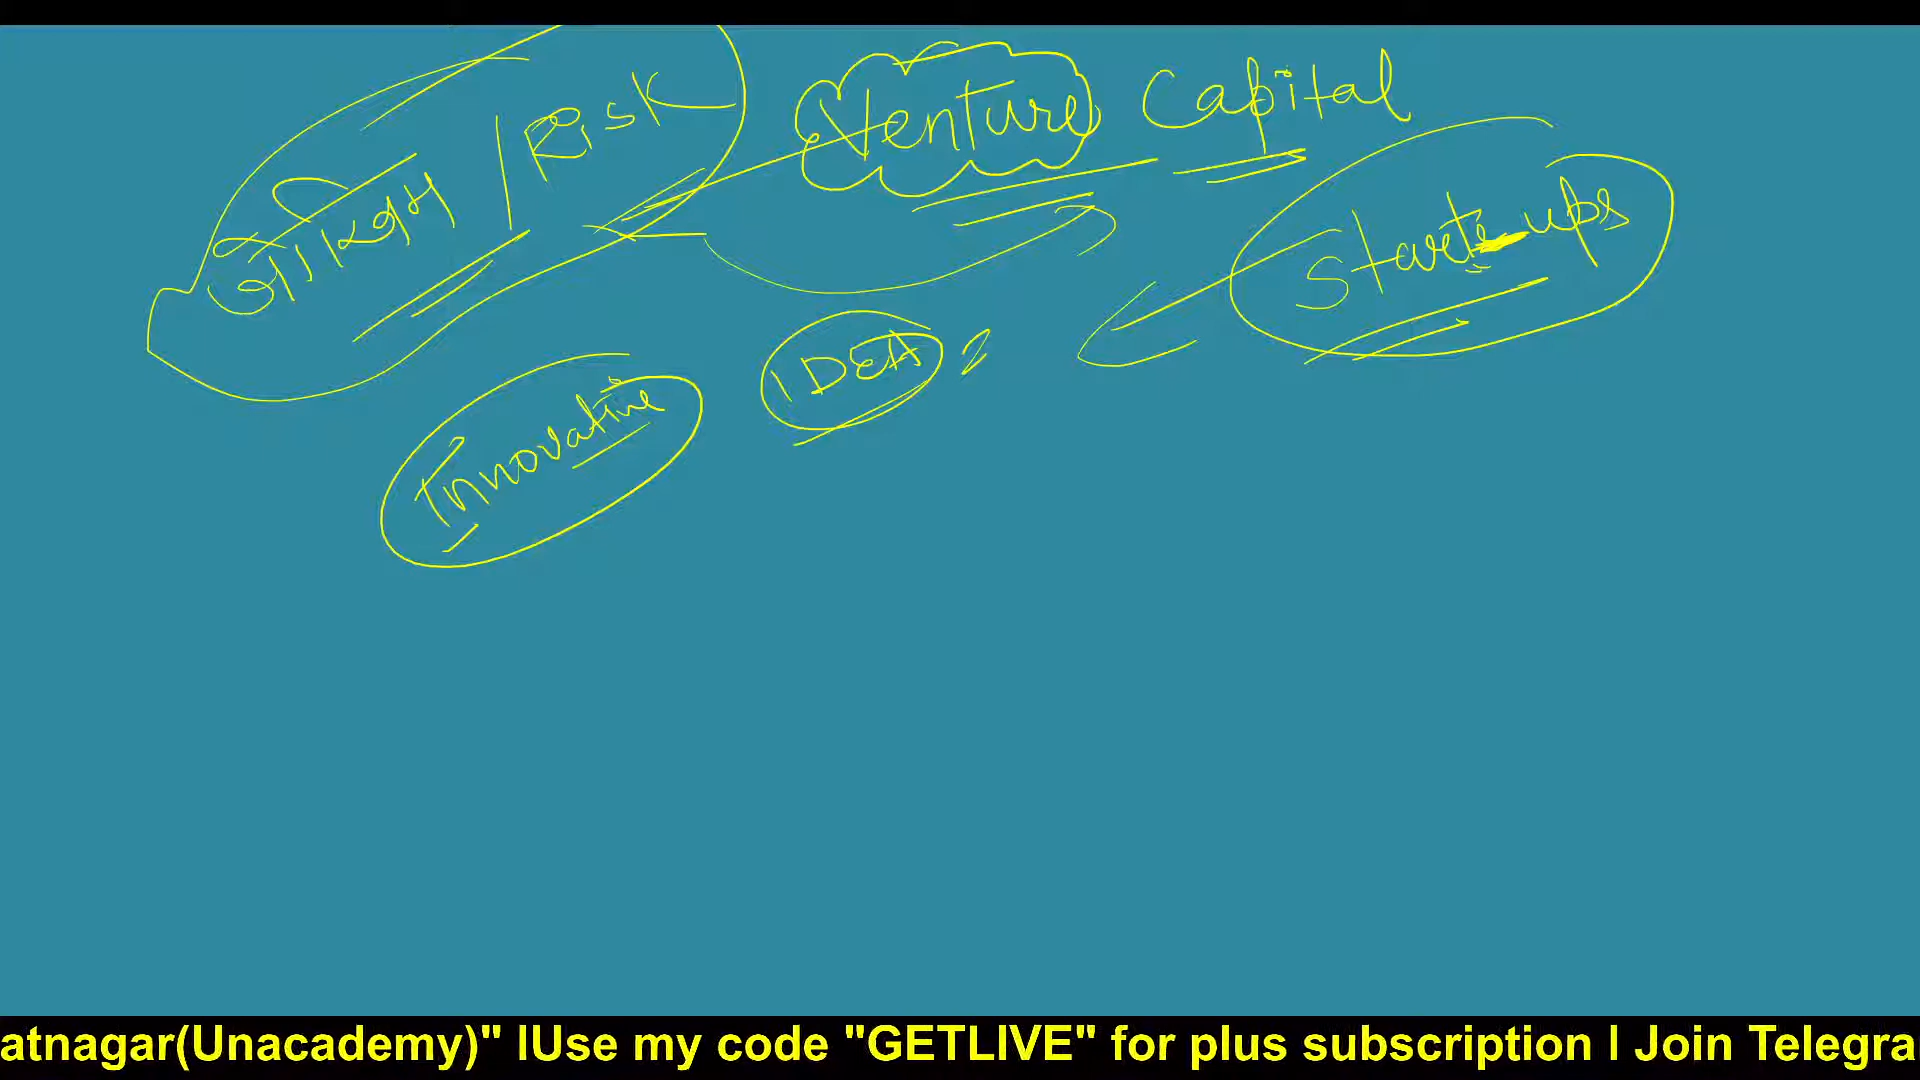 Venture Capital
जोखिम / Risk
Start-ups
IDEA
Innovative
atnagar(Unacademy)" lUse my code "GETLIVE" for plus subscription l Join Telegra